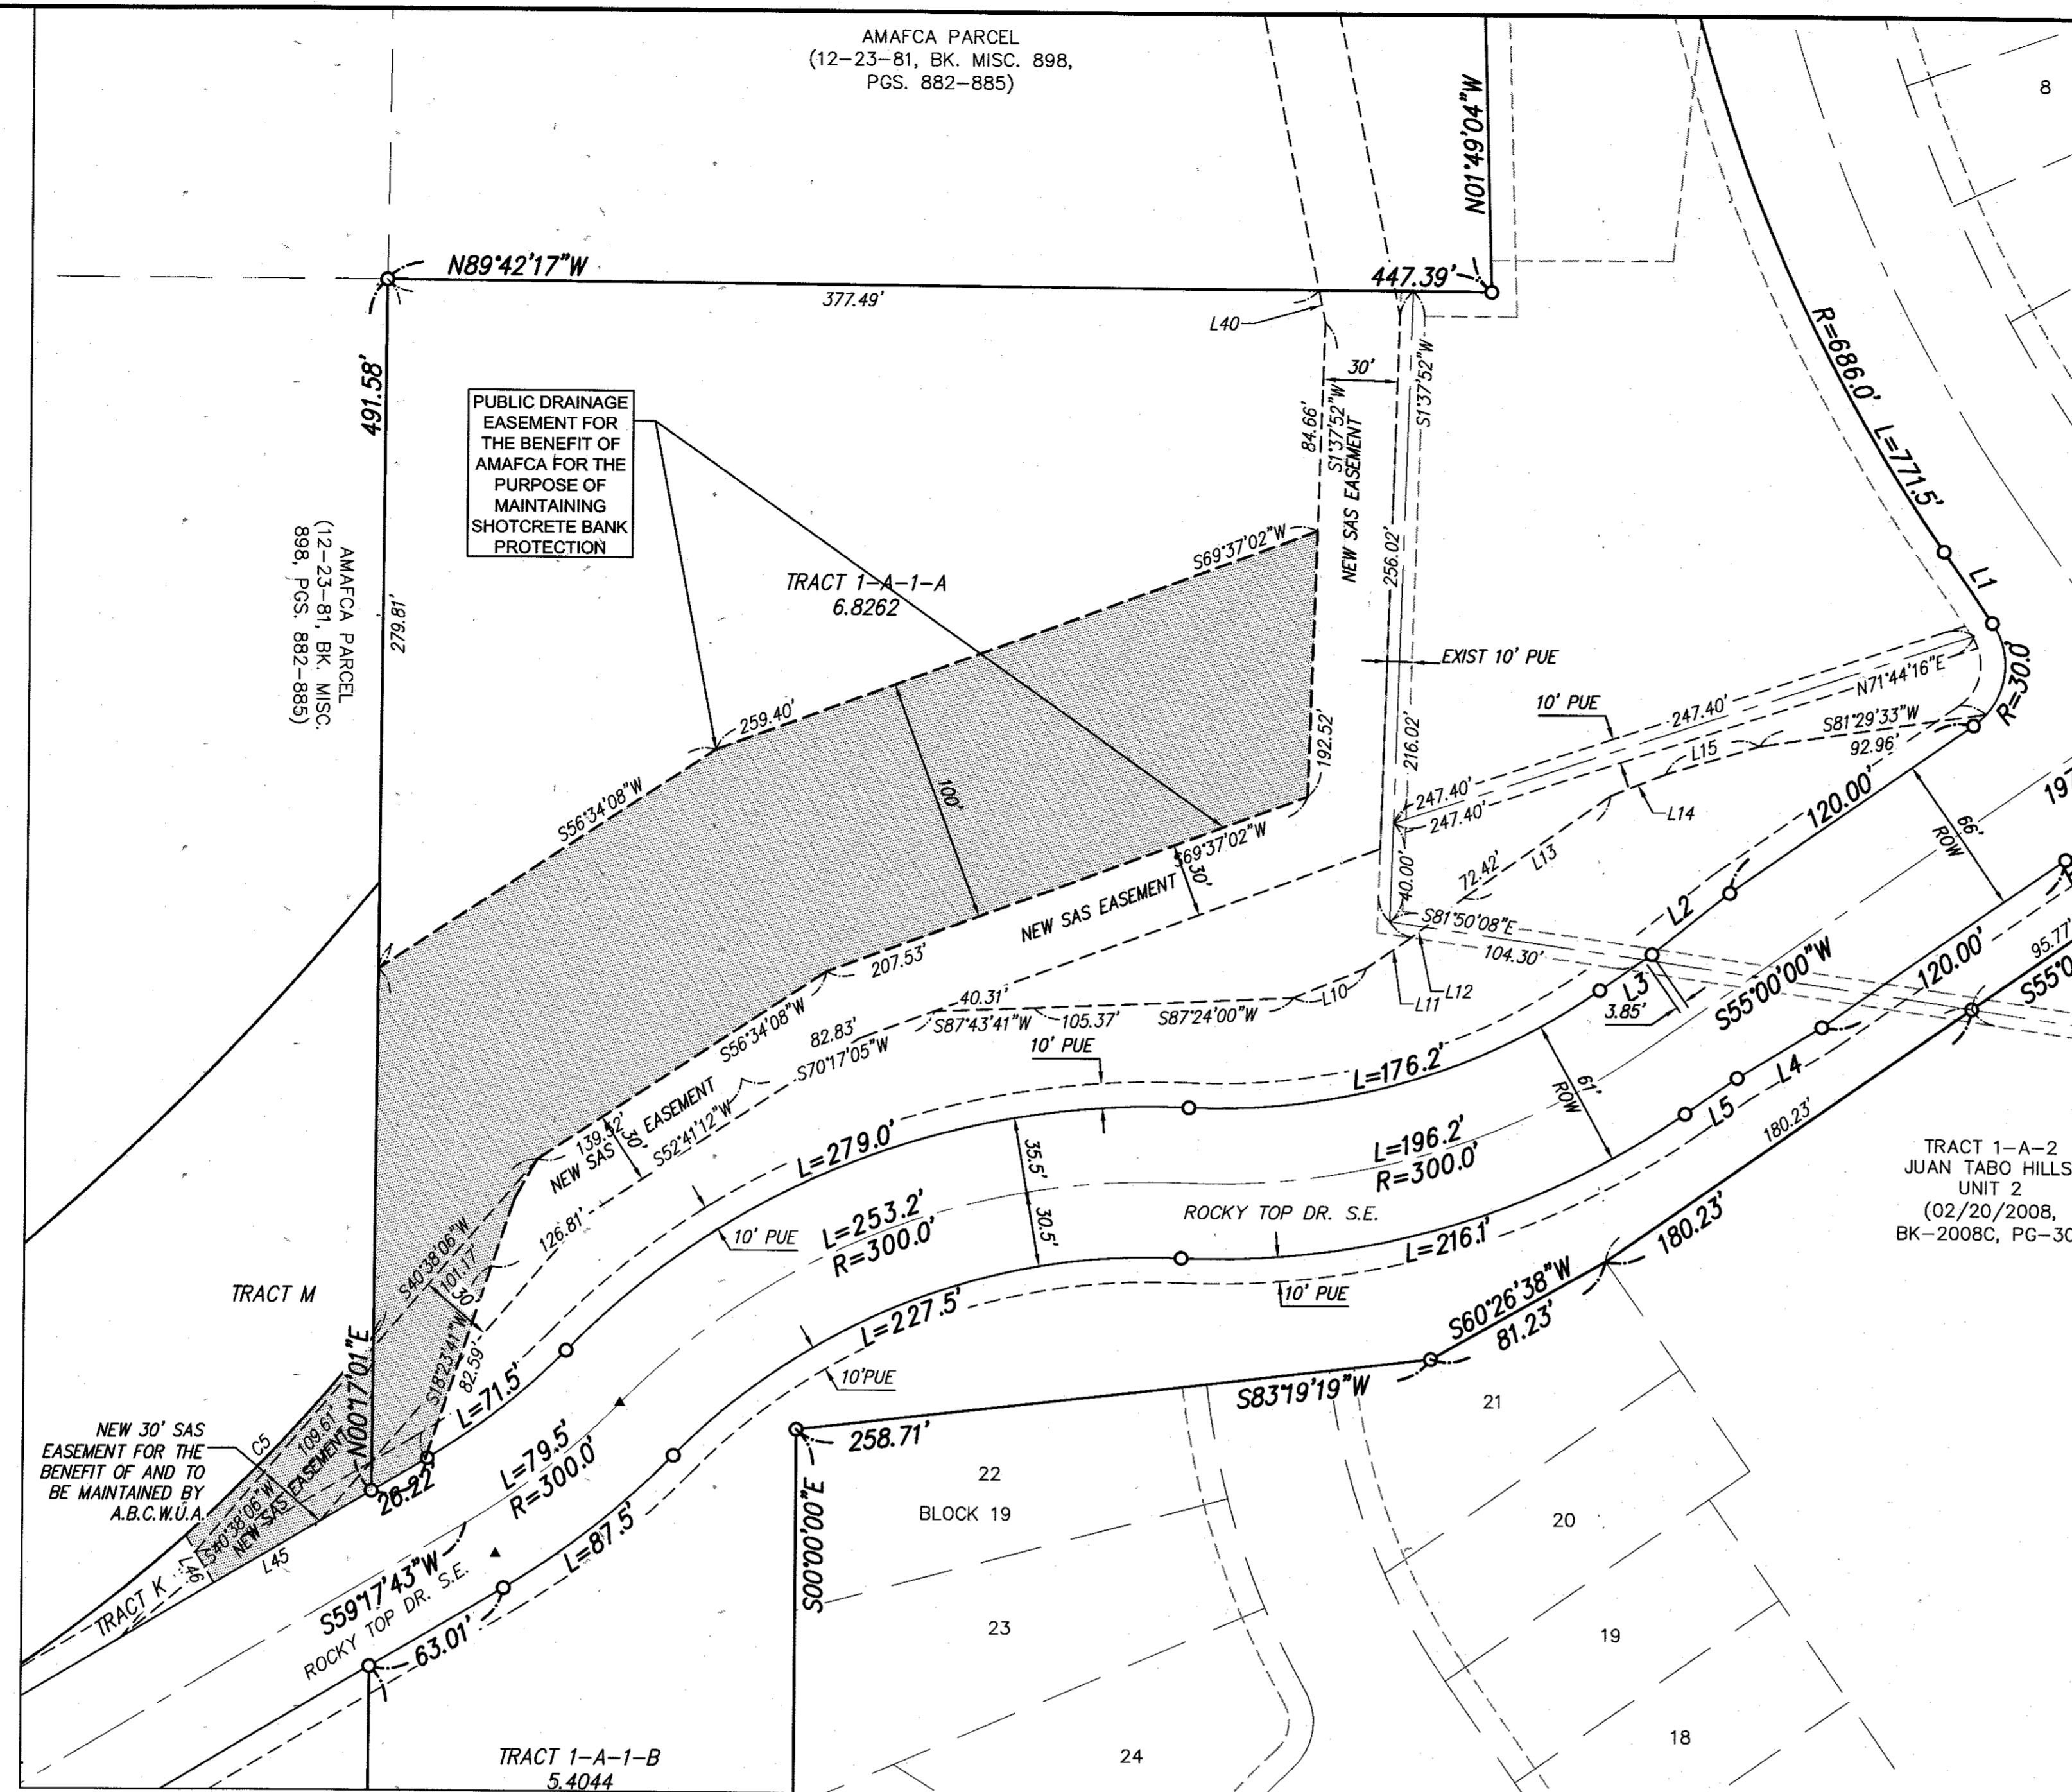 AMAFCA PARCEL
(12-23-81, BK. MISC. 898,
PGS. 882-885)
N01°49'04"W
8
N89°42'17"W
447.39'
377.49'
L40
491.58'
279.81'
AMAFCA PARCEL
(12-23-81, BK. MISC.
898, PGS. 882-885)
PUBLIC DRAINAGE
EASEMENT FOR
THE BENEFIT OF
AMAFCA FOR THE
PURPOSE OF
MAINTAINING
SHOTCRETE BANK
PROTECTION
TRACT 1-A-1-A
6.8262
30'
84.66'
S1°37'52"W
NEW SAS EASEMENT
S1°37'52"W
256.02'
216.02'
192.52'
40.00'
EXIST 10' PUE
R=686.0' L=771.5'
L1
R=30.0'
10' PUE
247.40'
N71°44'16"E
S81°29'33"W
92.96'
L15
L14
247.40'
247.40'
72.42'
L13
S69°37'02"W
259.40'
S56°34'08"W
100'
S69°37'02"W
30'
NEW SAS EASEMENT
207.53'
S56°34'08"W
139.52'
30'
NEW SAS EASEMENT
82.83'
S70°17'05"W
40.31'
S87°43'41"W
105.37'
S87°24'00"W
L10
L11
L12
S81°50'08"E
104.30'
S52°41'12"W
126.81'
10' PUE
120.00'
66'
ROW
19
L2
L3
3.85'
S55°00'00"W
120.00'
95.77'
S55°0
L4
L5
180.23'
180.23'
61'
ROW
L=176.2'
L=196.2'
R=300.0'
L=279.0'
L=253.2'
R=300.0'
35.5'
30.5'
ROCKY TOP DR. S.E.
L=216.1'
L=227.5'
10' PUE
10' PUE
10'PUE
TRACT 1-A-2
JUAN TABO HILLS
UNIT 2
(02/20/2008,
BK-2008C, PG-30
S60°26'38"W
81.23'
S83°19'19"W
258.71'
S00°00'00"E
TRACT M
S40°38'06"W
101.17'
30'
S18°23'41"W
82.59'
N00°17'01"E
26.22'
L=71.5'
L=79.5'
R=300.0'
L=87.5'
NEW 30' SAS
EASEMENT FOR THE
BENEFIT OF AND TO
BE MAINTAINED BY
A.B.C.W.U.A.
C5
109.61'
S40°38'06"W
NEW SAS EASEMENT
L46
L45
TRACT K
S59°17'43"W
ROCKY TOP DR. S.E.
63.01'
TRACT 1-A-1-B
5.4044
21
22
BLOCK 19
23
24
20
19
18